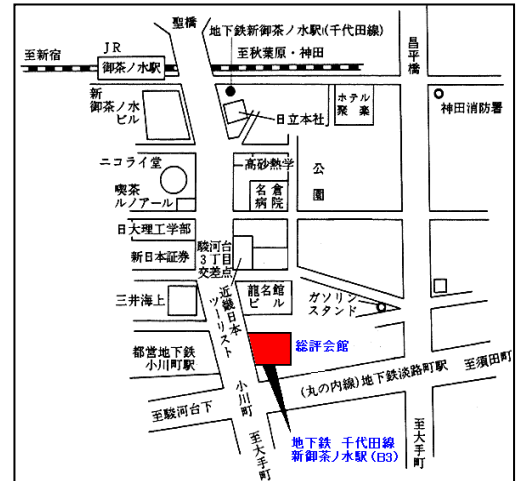 聖橋
地下鉄新御茶ノ水駅(千代田線)
至新宿
JR
御茶ノ水駅
至秋葉原・神田
昌平橋
新
御茶ノ水
ビル
日立本社
ホテル
聚楽
神田消防署
ニコライ堂
高砂熱学
公園
喫茶
ルノアール
名倉
病院
日大理工学部
新日本証券
駿河台
3丁目
交差点
三井海上
近畿日本
ツーリスト
龍名館
ビル
ガソリン
スタンド
都営地下鉄
小川町駅
総評会館
(丸の内線)地下鉄淡路町駅
至須田町
小川町
至駿河台下
至大手町
地下鉄 千代田線
新御茶ノ水駅(B3)
至大手町